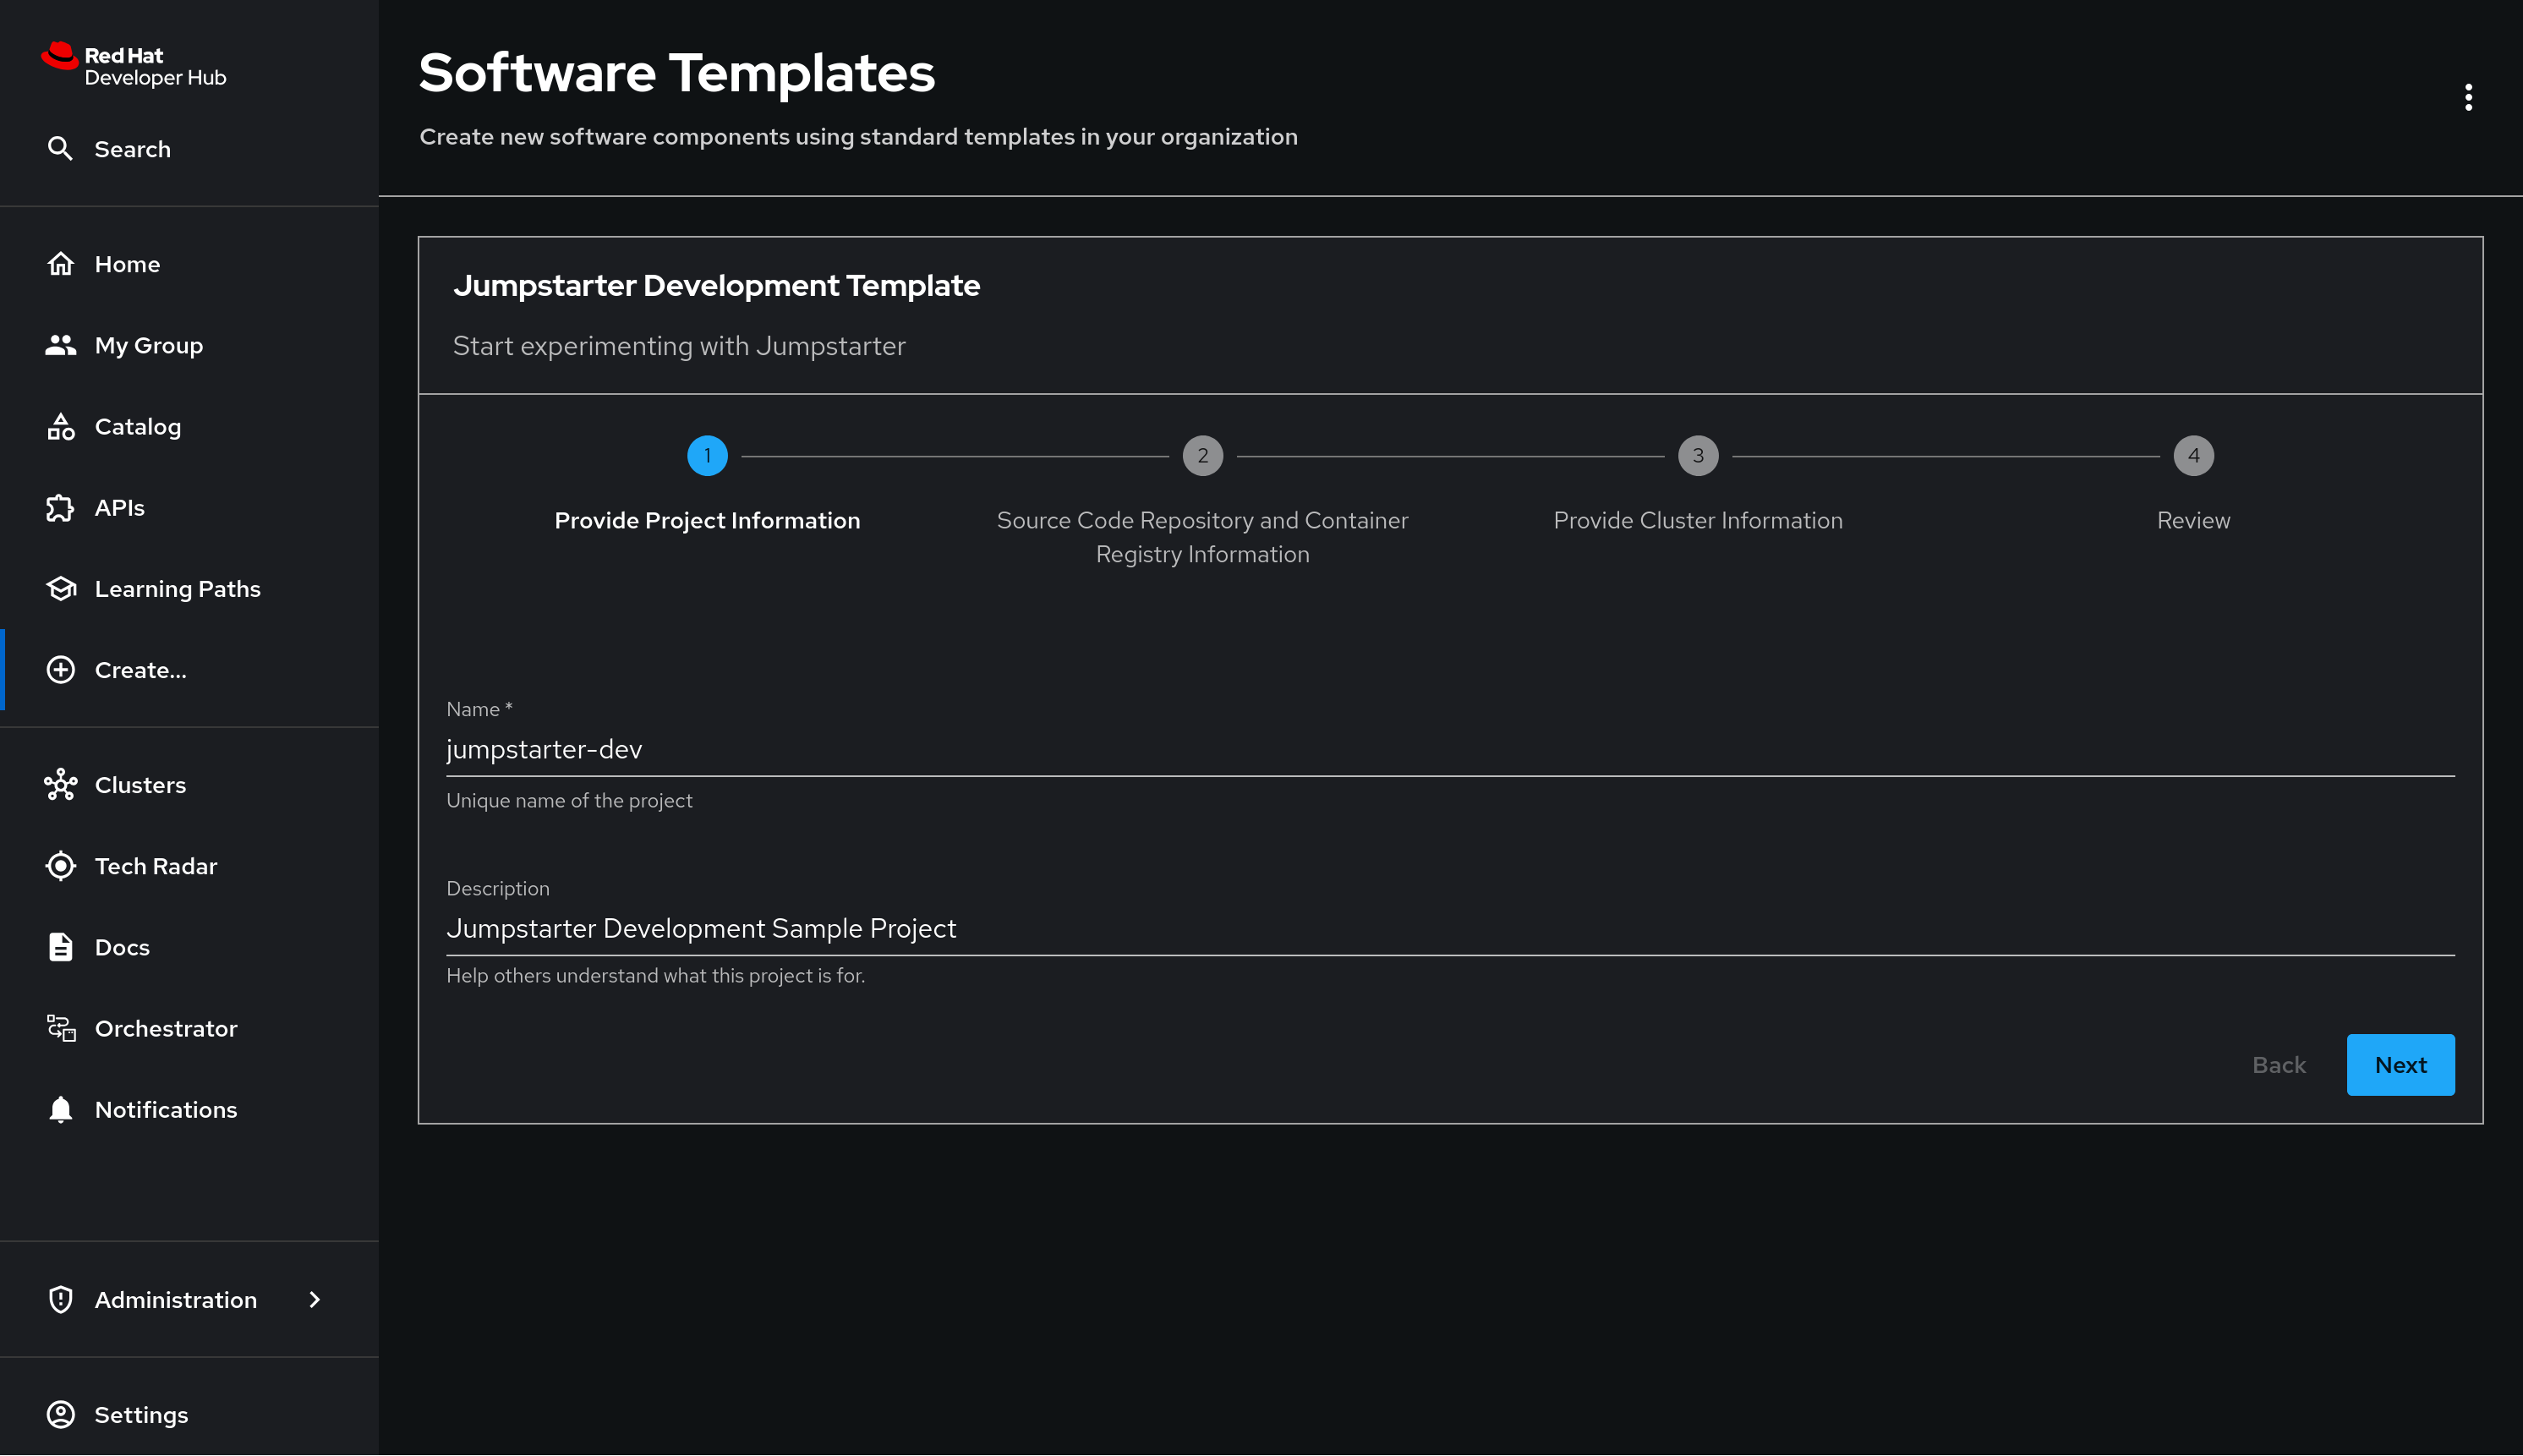 Red Hat
Developer Hub
Search
Home
My Group
Catalog
APIs
Learning Paths
Create...
Clusters
Tech Radar
Docs
Orchestrator
Notifications
Administration
Settings
Software Templates
Create new software components using standard templates in your organization
Jumpstarter Development Template
Start experimenting with Jumpstarter
1
2
3
4
Provide Project Information
Source Code Repository and Container
Registry Information
Provide Cluster Information
Review
Name *
jumpstarter-dev
Unique name of the project
Description
Jumpstarter Development Sample Project
Help others understand what this project is for.
Back
Next